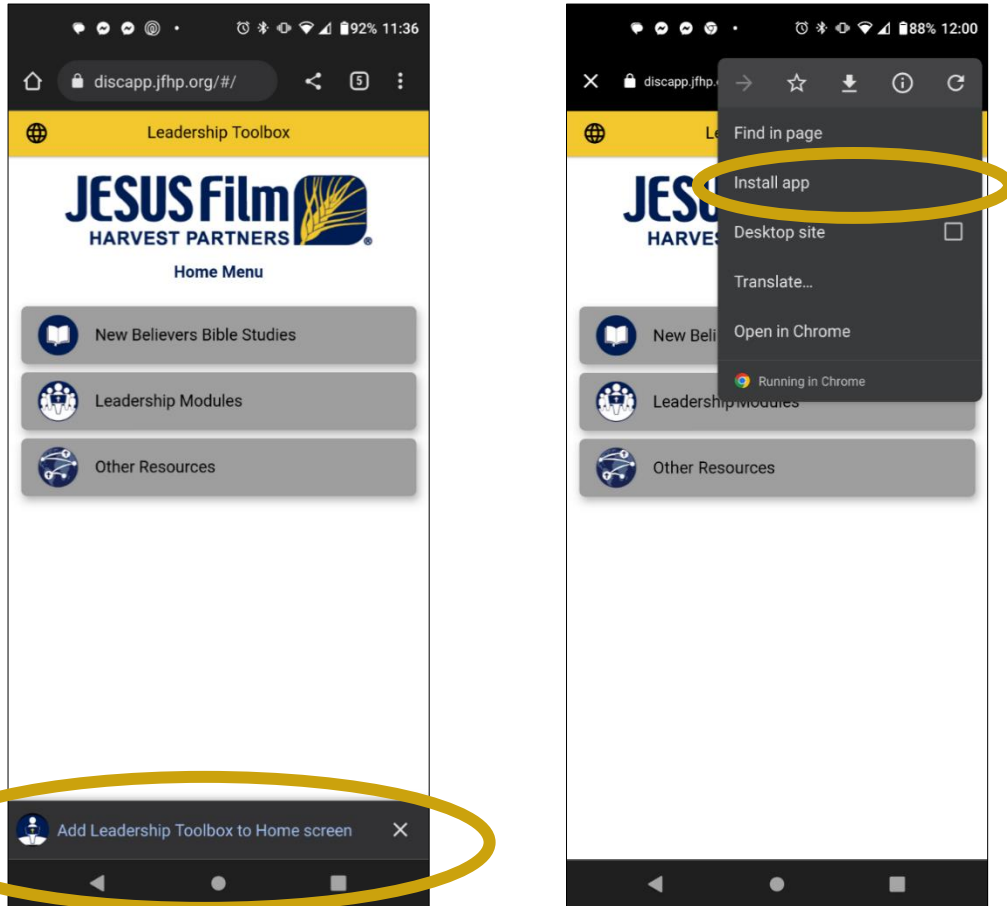 92% 11:36
discapp.jfhp.org/#/
5
Leadership Toolbox
JESUS Film
HARVEST PARTNERS
®
Home Menu
New Believers Bible Studies
Leadership Modules
Other Resources
Add Leadership Toolbox to Home screen
88% 12:00
discapp.jfhp.
Le
JESU
HARVES
New Beli
Leadership Modules
Other Resources
Find in page
Install app
Desktop site
Translate...
Open in Chrome
Running in Chrome